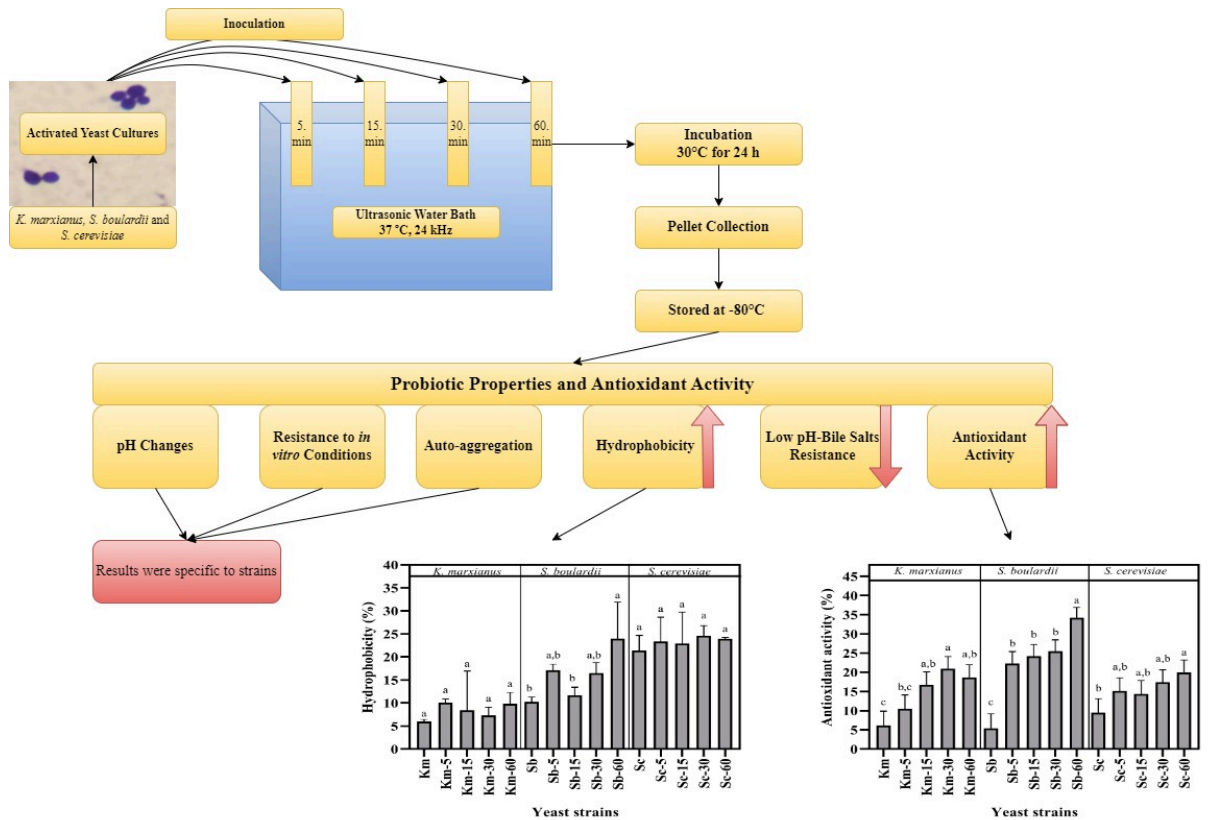 Inoculation
Activated Yeast Cultures
K. marxianus, S. boulardii and
S. cerevisiae
5.
min
15.
min
30.
min
60.
min
Ultrasonic Water Bath
37 °C, 24 kHz
Incubation
30°C for 24 h
Pellet Collection
Stored at -80°C
Probiotic Properties and Antioxidant Activity
pH Changes
Resistance to in
vitro Conditions
Auto-aggregation
Hydrophobicity
Low pH-Bile Salts
Resistance
Antioxidant
Activity
Results were specific to strains
Hydrophobicity (%)
40
35
30
25
20
15
10
5
0
K. marxianus
S. boulardii
S. cerevisiae
a
a
a
a
a
b
a,b
b
a,b
a
a
a
a
a
a
Km
Km-5
Km-15
Km-30
Km-60
Sb
Sb-5
Sb-15
Sb-30
Sb-60
Sc
Sc-5
Sc-15
Sc-30
Sc-60
Yeast strains
Antioxidant activity (%)
45
40
35
30
25
20
15
10
5
0
K. marxianus
S. boulardii
S. cerevisiae
c
b,c
a,b
a
a,b
c
b
b
b
a
b
a,b
a,b
a,b
a
Km
Km-5
Km-15
Km-30
Km-60
Sb
Sb-5
Sb-15
Sb-30
Sb-60
Sc
Sc-5
Sc-15
Sc-30
Sc-60
Yeast strains